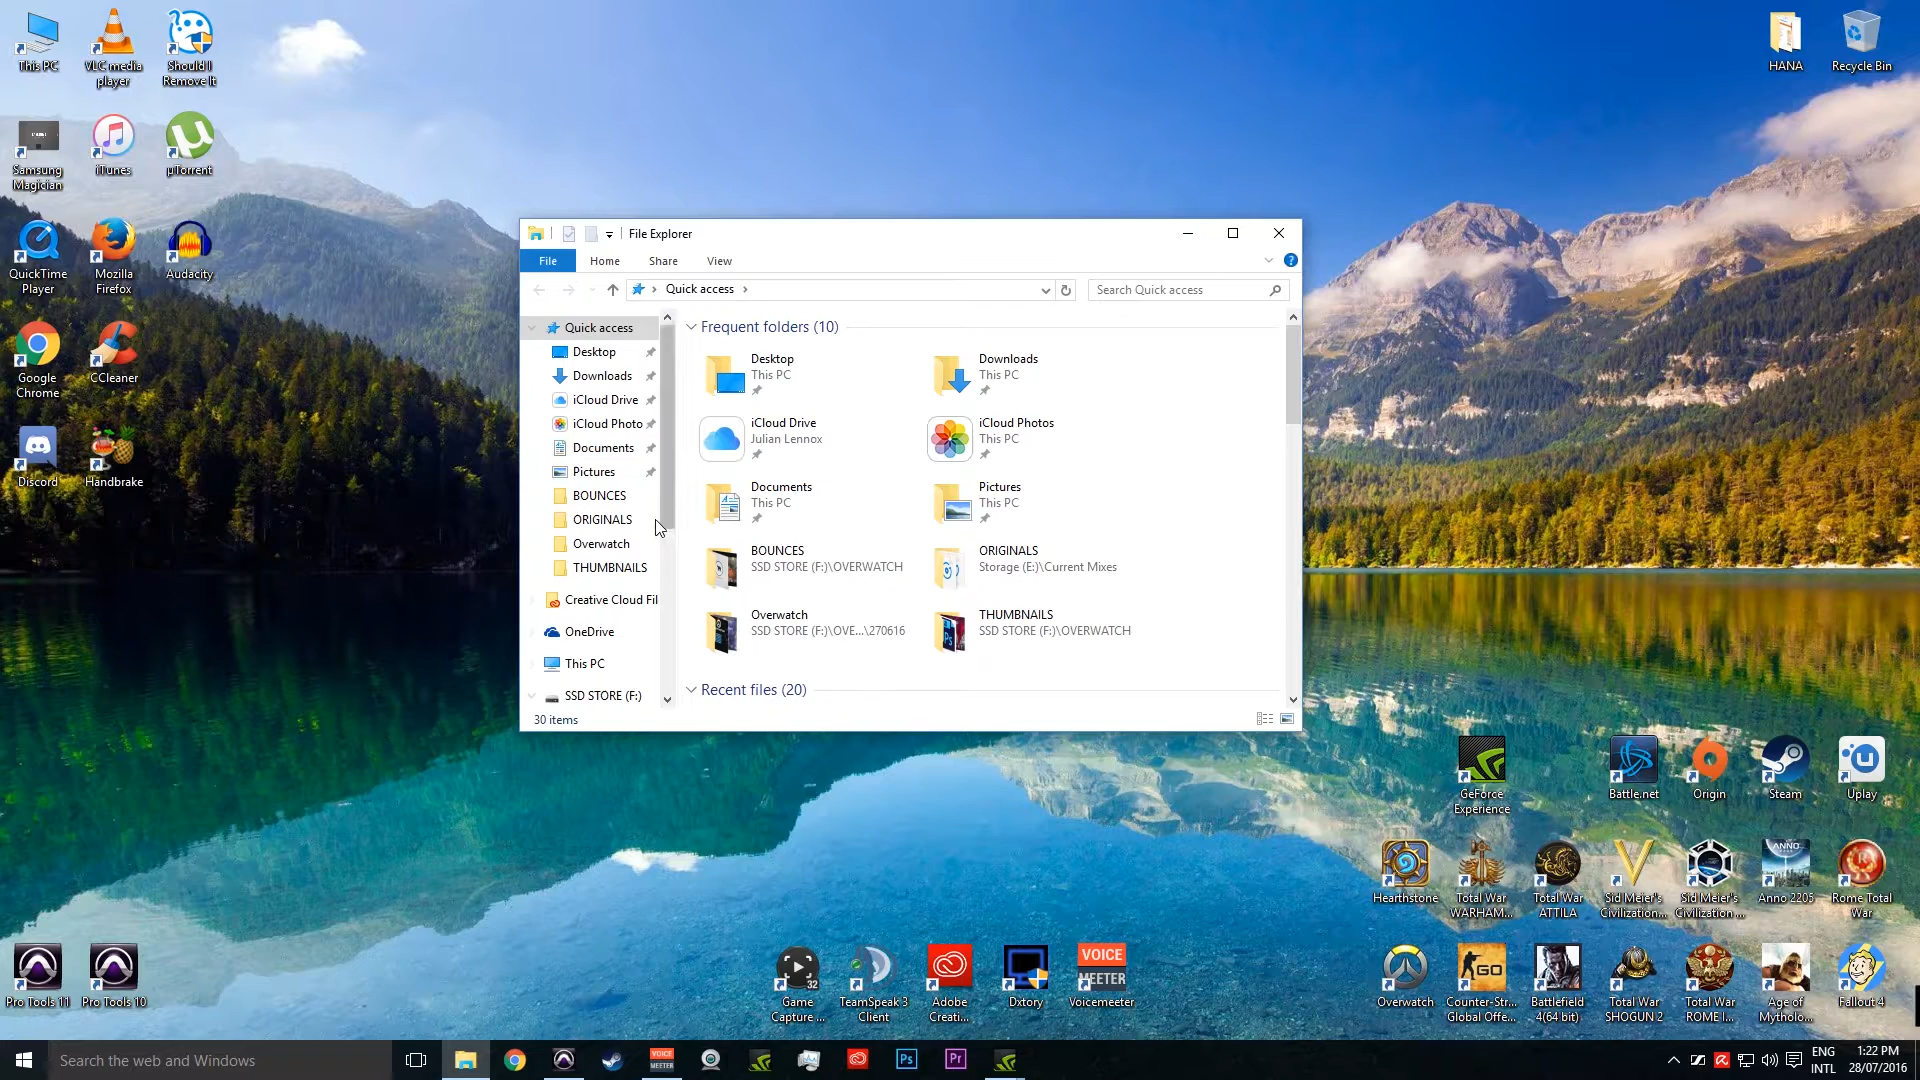 This PC
VLC media
player
Should I
Remove It
HANA
Recycle Bin
Samsung
Magician
iTunes
µTorrent
QuickTime
Player
Mozilla
Firefox
Audacity
Google
Chrome
CCleaner
Discord
Handbrake
File Explorer
File
Home
Share
View
Quick access
Search Quick access
Quick access
Desktop
Downloads
iCloud Drive
iCloud Photo
Documents
Pictures
BOUNCES
ORIGINALS
Overwatch
THUMBNAILS
Creative Cloud Fil
OneDrive
This PC
SSD STORE (F:)
Frequent folders (10)
Desktop
This PC
Downloads
This PC
iCloud Drive
Julian Lennox
iCloud Photos
This PC
Documents
This PC
Pictures
This PC
BOUNCES
SSD STORE (F:)\OVERWATCH
ORIGINALS
Storage (E:)\Current Mixes
Overwatch
SSD STORE (F:)\OVE...\270616
THUMBNAILS
SSD STORE (F:)\OVERWATCH
Recent files (20)
30 items
GeForce
Experience
Battle.net
Origin
Steam
Uplay
Hearthstone
Total War
WARHAM...
Total War
ATTILA
Sid Meier's
Civilization...
Sid Meier's
Civilization ...
ANNO
Anno 2205
Rome Total
War
Pro Tools 11
Pro Tools 10
32
Game
Capture ...
TeamSpeak 3
Client
Adobe
Creati...
Dxtory
VOICE
MEETER
Voicemeeter
Overwatch
GO
Counter-Str...
Global Offe...
Battlefield
4(64 bit)
Total War
SHOGUN 2
Total War
ROME I...
Age of
Mytholo...
Fallout 4
Search the web and Windows
VOICE
MEETER
Ps
Pr
ENG
INTL
1:22 PM
28/07/2016